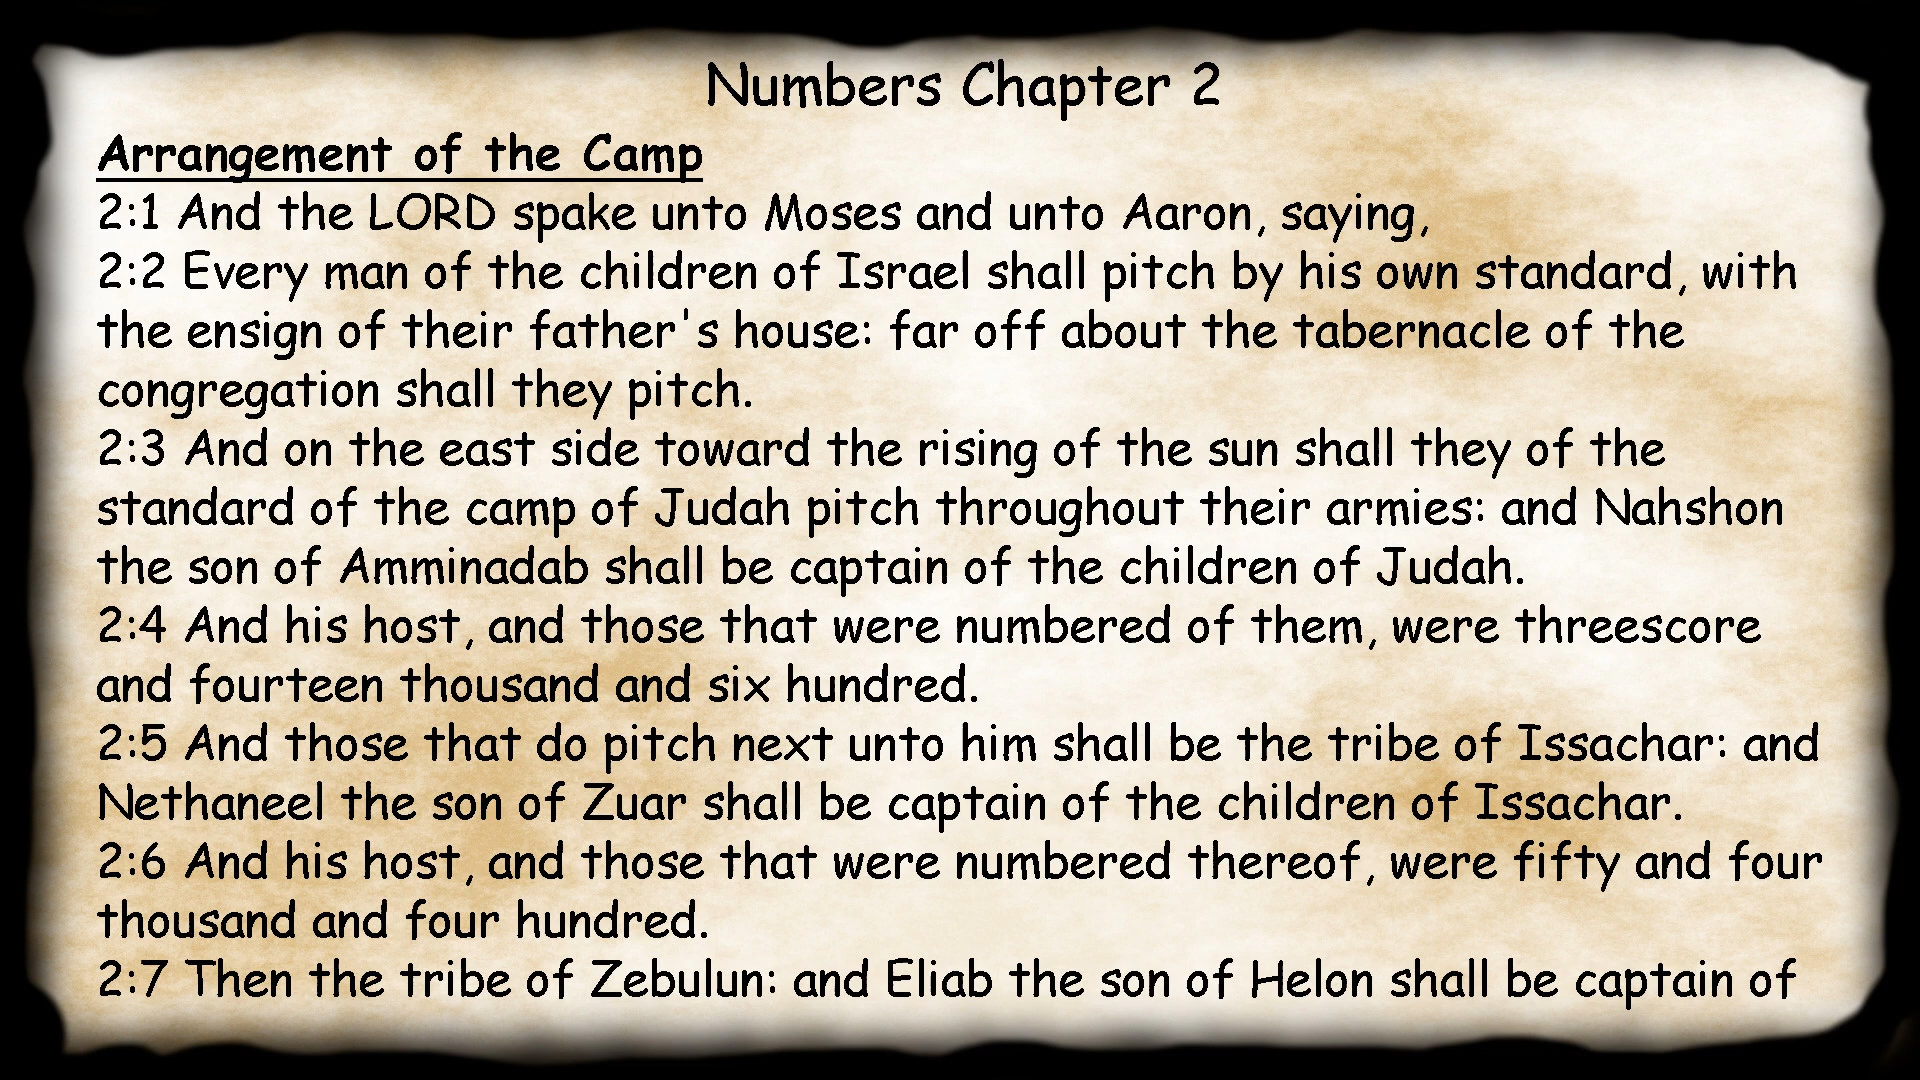 Numbers Chapter 2
Arrangement of the Camp
2:1 And the LORD spake unto Moses and unto Aaron, saying,
2:2 Every man of the children of Israel shall pitch by his own standard, with
the ensign of their father's house: far off about the tabernacle of the
congregation shall they pitch.
2:3 And on the east side toward the rising of the sun shall they of the
standard of the camp of Judah pitch throughout their armies: and Nahshon
the son of Amminadab shall be captain of the children of Judah.
2:4 And his host, and those that were numbered of them, were threescore
and fourteen thousand and six hundred.
2:5 And those that do pitch next unto him shall be the tribe of Issachar: and
Nethaneel the son of Zuar shall be captain of the children of Issachar.
2:6 And his host, and those that were numbered thereof, were fifty and four
thousand and four hundred.
2:7 Then the tribe of Zebulun: and Eliab the son of Helon shall be captain of